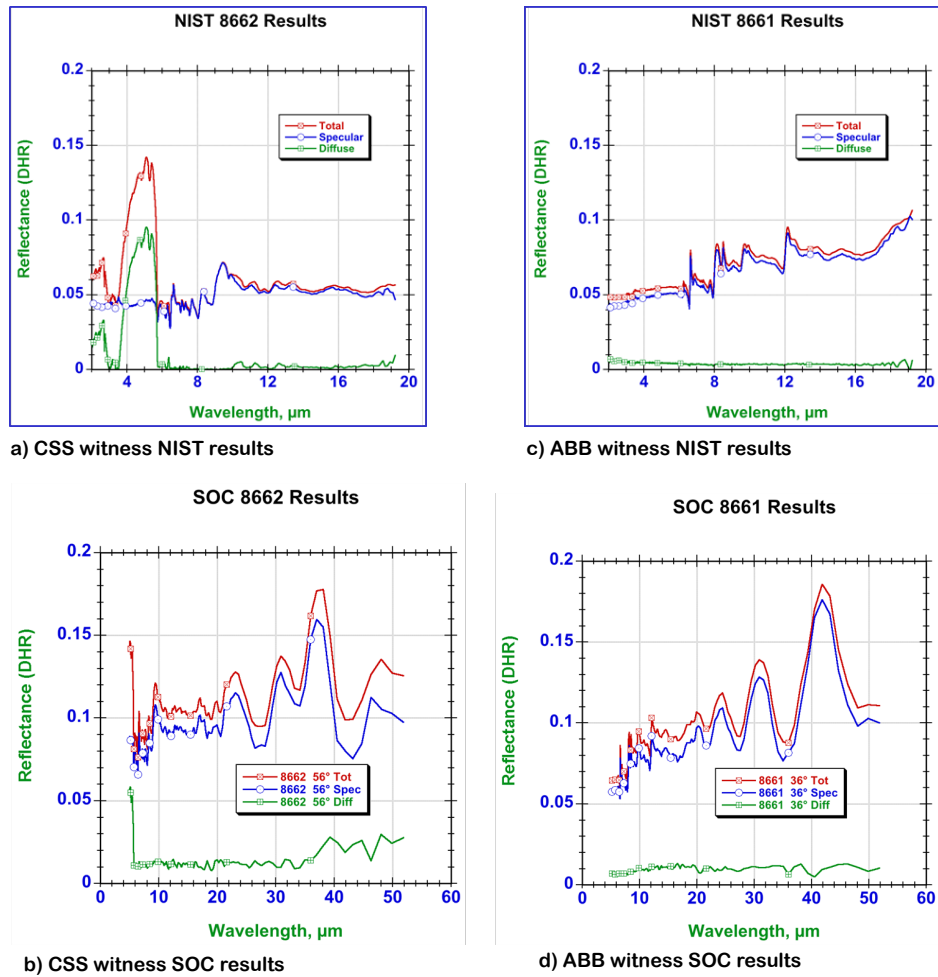 NIST 8662 Results
0.2
0.15
0.1
0.05
0
Reflectance (DHR)
Total
Specular
Diffuse
4 8 12 16 20
Wavelength, µm
a) CSS witness NIST results
NIST 8661 Results
0.2
0.15
0.1
0.05
0
Reflectance (DHR)
Total
Specular
Diffuse
4 8 12 16 20
Wavelength, µm
c) ABB witness NIST results
SOC 8662 Results
0.2
0.15
0.1
0.05
0
Reflectance (DHR)
8662 56° Tot
8662 56° Spec
8662 56° Diff
0 10 20 30 40 50 60
Wavelength, µm
b) CSS witness SOC results
SOC 8661 Results
0.2
0.15
0.1
0.05
0
Reflectance (DHR)
8661 36° Tot
8661 36° Spec
8661 36° Diff
0 10 20 30 40 50 60
Wavelength, µm
d) ABB witness SOC results